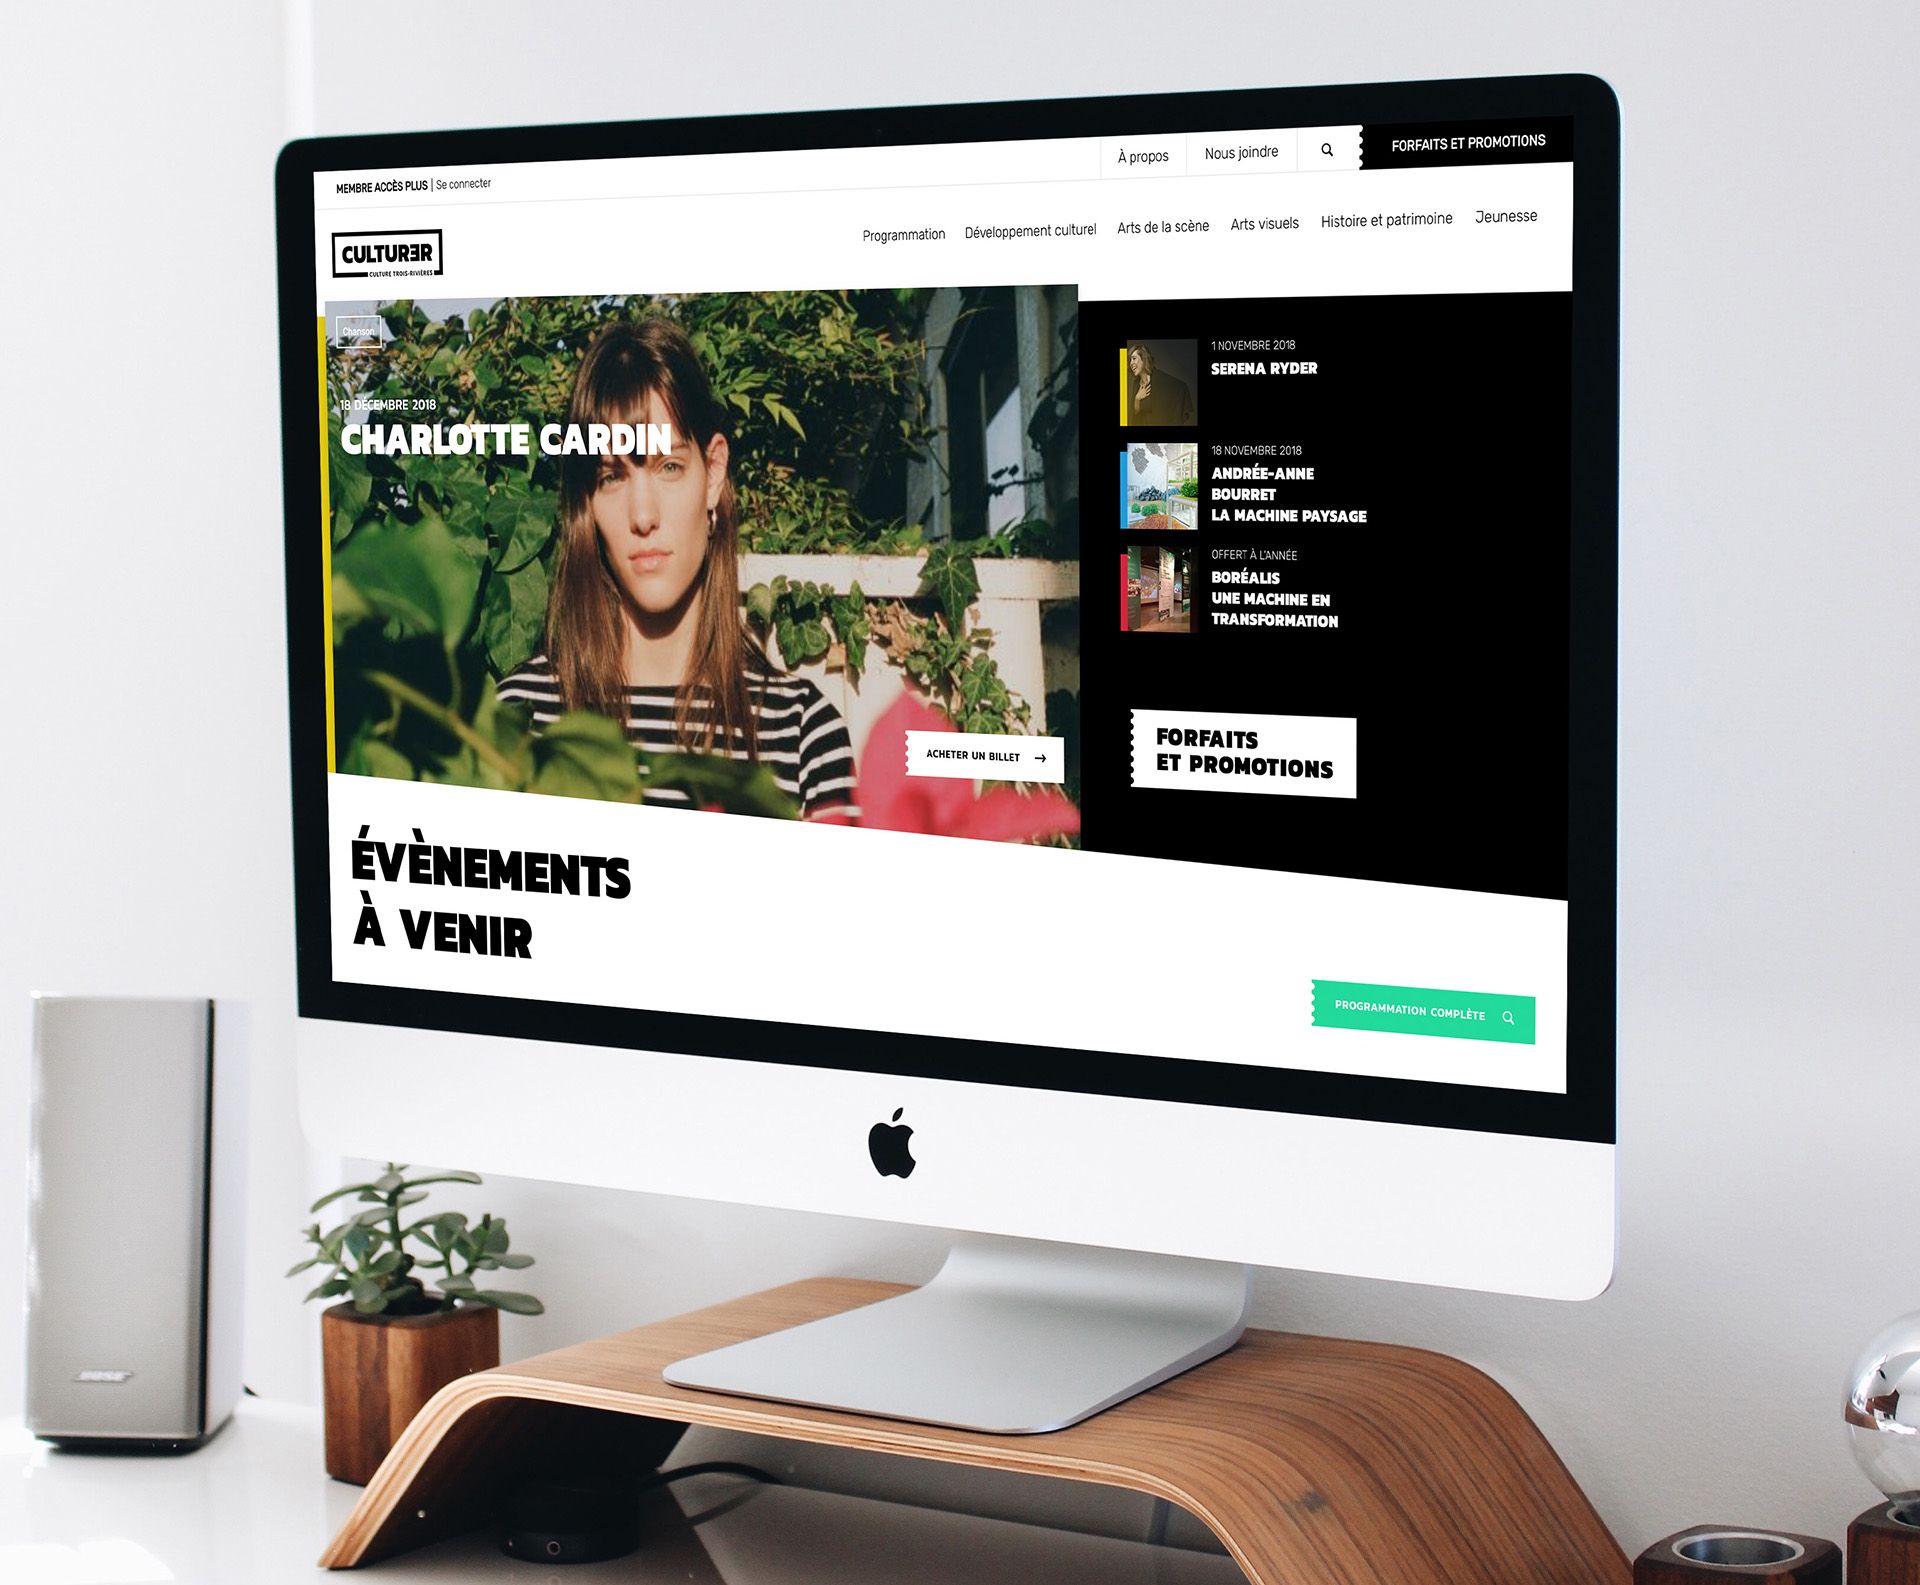 MEMBRE ACCÈS PLUS | Se connecter
À propos
Nous joindre
FORFAITS ET PROMOTIONS
CULTURƎR
CULTURE TROIS-RIVIÈRES
Programmation
Développement culturel
Arts de la scène
Arts visuels
Histoire et patrimoine
Jeunesse
Chanson
18 DÉCEMBRE 2018
CHARLOTTE CARDIN
ACHETER UN BILLET →
1 NOVEMBRE 2018
SERENA RYDER
18 NOVEMBRE 2018
ANDRÉE-ANNE
BOURRET
LA MACHINE PAYSAGE
OFFERT À L'ANNÉE
BORÉALIS
UNE MACHINE EN
TRANSFORMATION
FORFAITS
ET PROMOTIONS
ÉVÈNEMENTS
À VENIR
PROGRAMMATION COMPLÈTE
BOSE